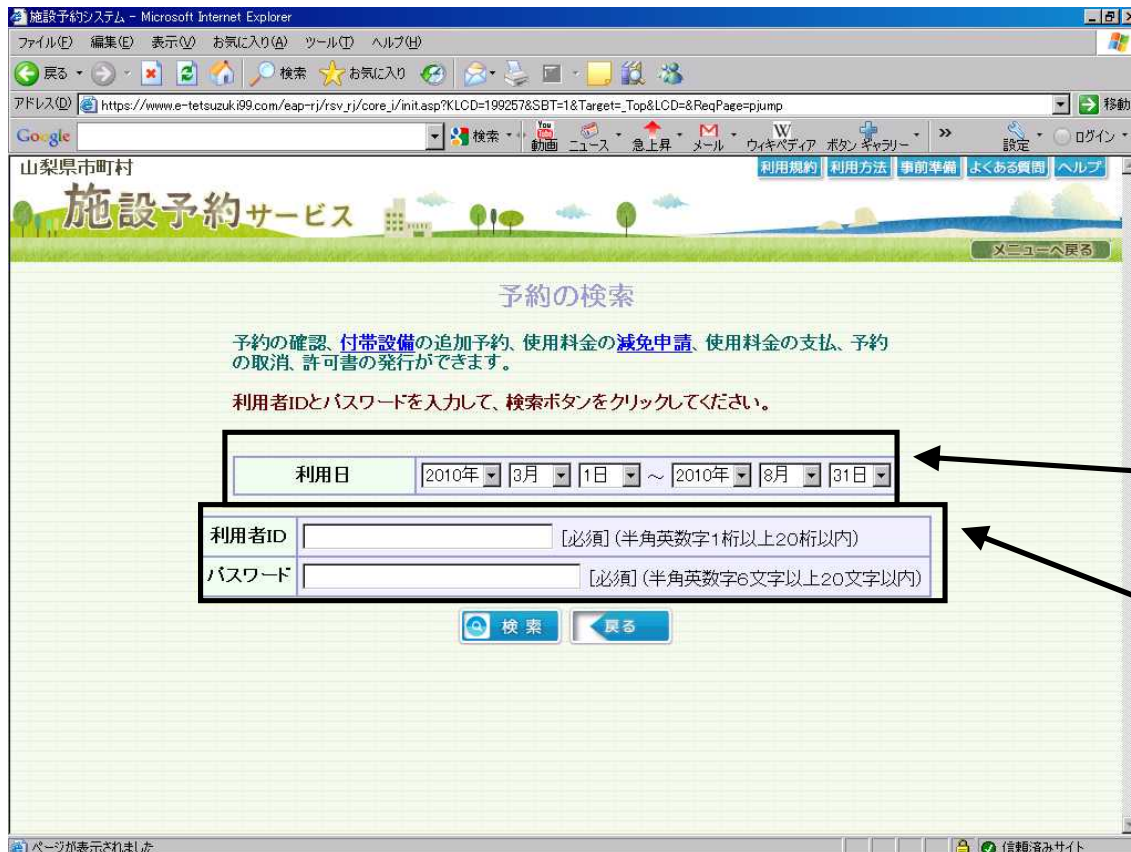 施設予約システム - Microsoft Internet Explorer
ファイル(F) 編集(E) 表示(V) お気に入り(A) ツール(T) ヘルプ(H)
戻る 検索 お気に入り
アドレス(D) https://www.e-tetsuzuki99.com/eap-rj/rsv_rj/core_i/init.asp?KLCD=199257&SBT=1&Target=_Top&LCD=&ReqPage=pjump 移動
Google 検索 You Tube 動画 ニュース 急上昇 M メール W ウィキペディア ボタン ギャラリー » 設定 ログイン
山梨県市町村 利用規約 利用方法 事前準備 よくある質問 ヘルプ
施設予約サービス
メニューへ戻る
予約の検索
予約の確認、付帯設備の追加予約、使用料金の減免申請、使用料金の支払、予約
の取消、許可書の発行ができます。
利用者IDとパスワードを入力して、検索ボタンをクリックしてください。
利用日 2010年 3月 1日 ～ 2010年 8月 31日
利用者ID [必須] (半角英数字1桁以上20桁以内)
パスワード [必須] (半角英数字6文字以上20文字以内)
検索 戻る
ページが表示されました 信頼済みサイト